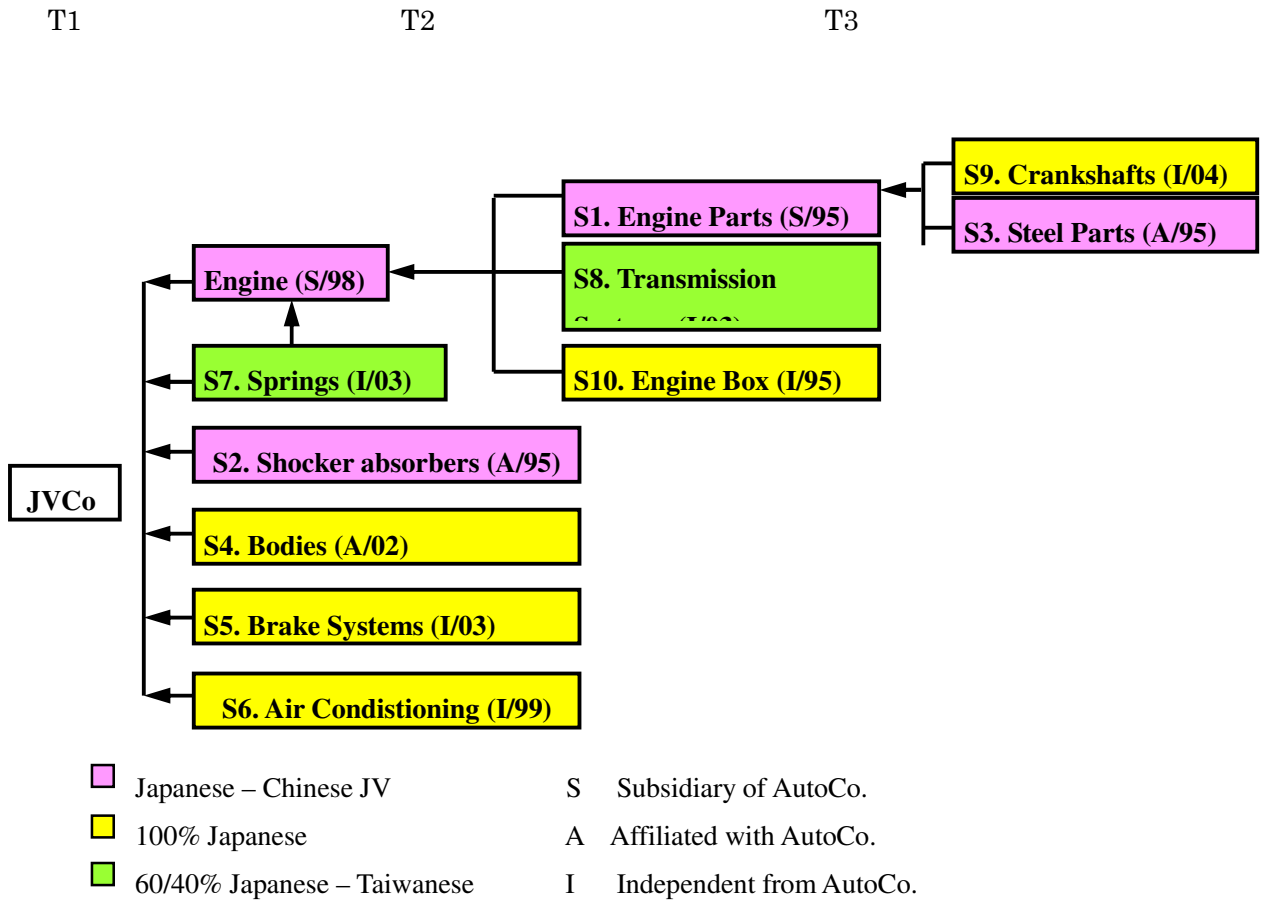 T1 T2 T3
S9. Crankshafts (I/04)
S1. Engine Parts (S/95)
S3. Steel Parts (A/95)
Engine (S/98)
S8. Transmission
S7. Springs (I/03)
S10. Engine Box (I/95)
S2. Shocker absorbers (A/95)
JVCo
S4. Bodies (A/02)
S5. Brake Systems (I/03)
S6. Air Condistioning (I/99)
Japanese – Chinese JV S Subsidiary of AutoCo.
100% Japanese A Affiliated with AutoCo.
60/40% Japanese – Taiwanese I Independent from AutoCo.